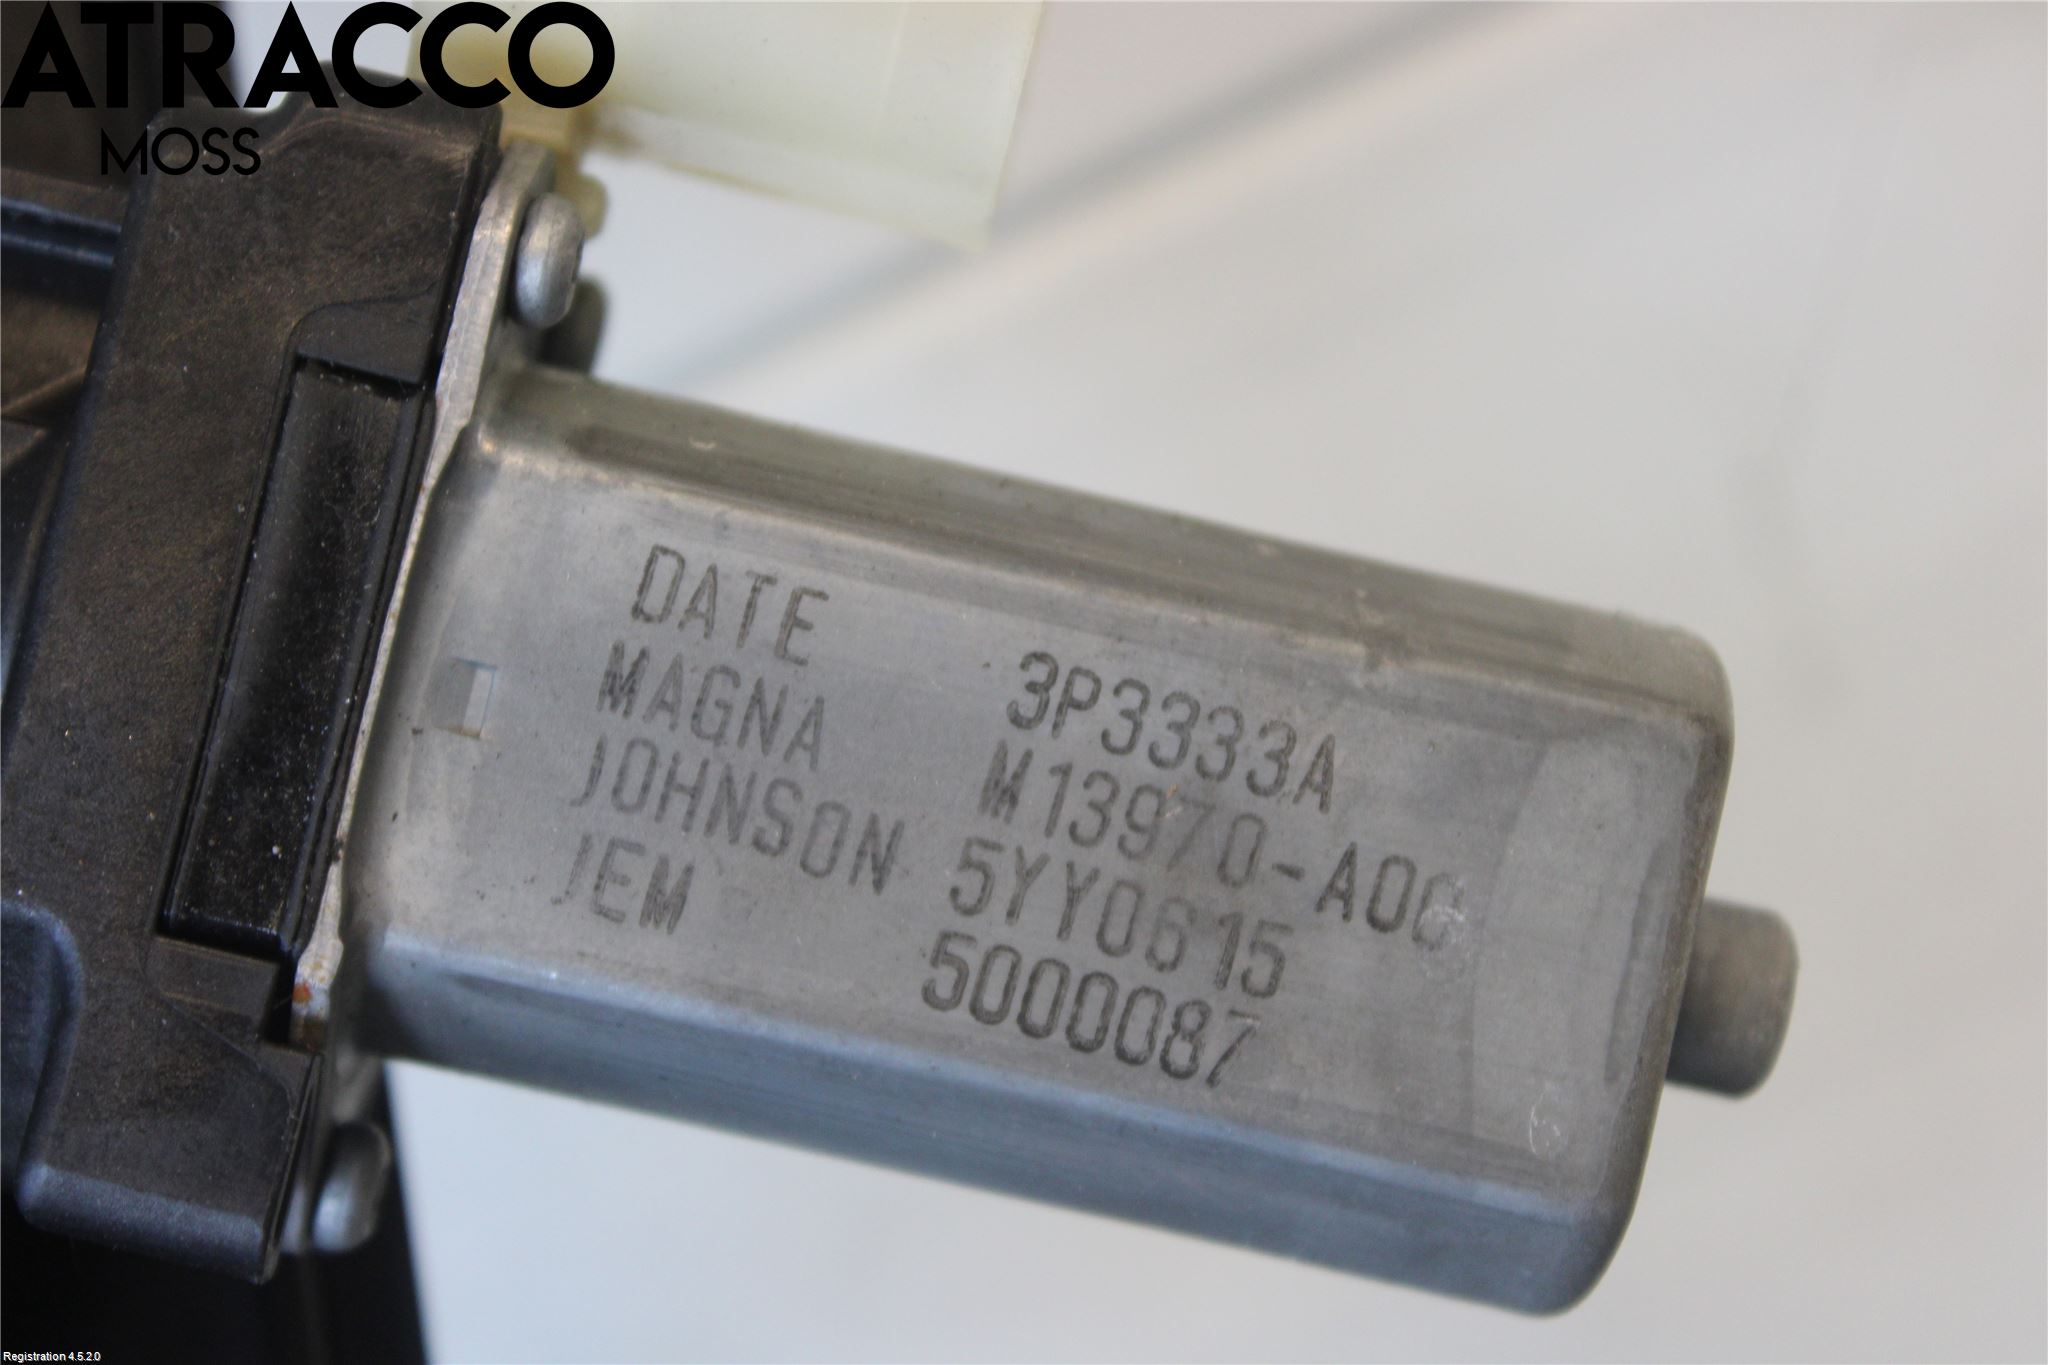 ATRACCO
MOSS
DATE 3P3333A
MAGNA M13970-A00
JOHNSON 5YY0615
JEM 5000087
Registration 4.5.2.0